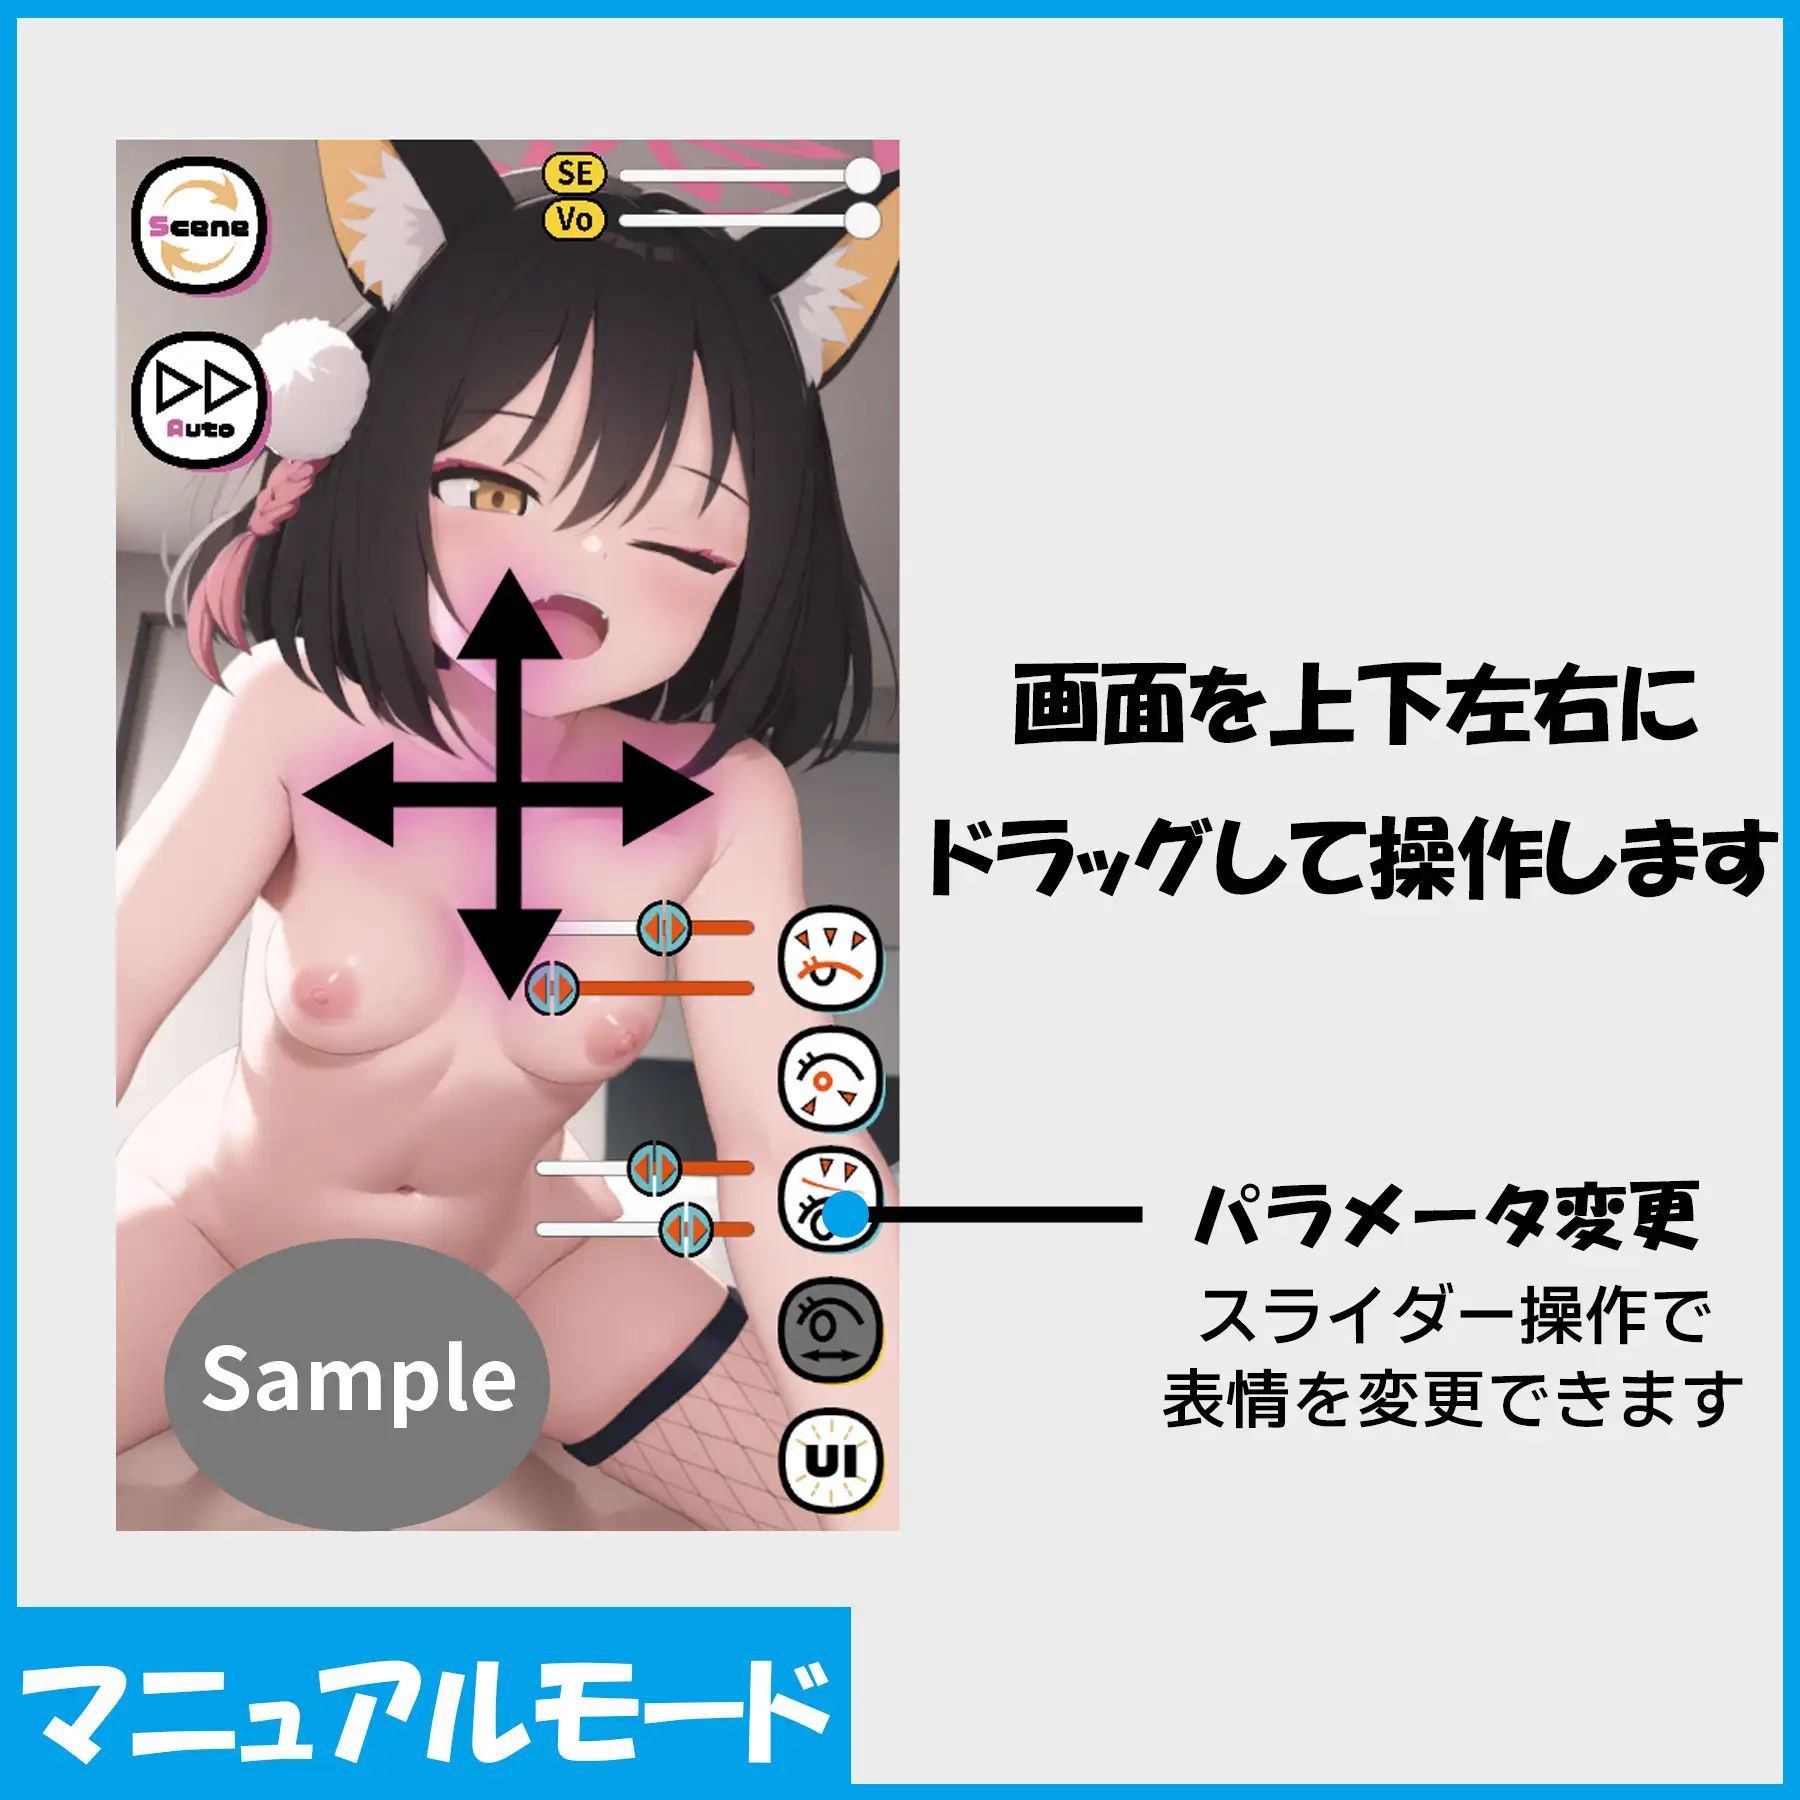 SE
Vo
Scene
Auto
画面を上下左右に
ドラッグして操作します
パラメータ変更
スライダー操作で
表情を変更できます
Sample
UI
マニュアルモード